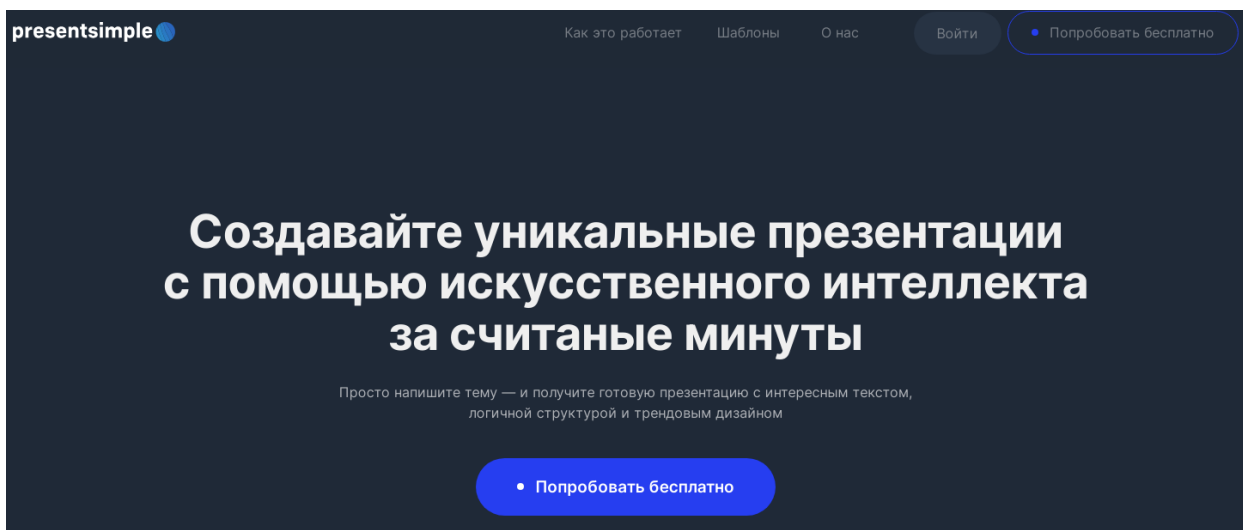 presentsimple
Как это работает
Шаблоны
О нас
Войти
Попробовать бесплатно
Создавайте уникальные презентации
с помощью искусственного интеллекта
за считаные минуты
Просто напишите тему — и получите готовую презентацию с интересным текстом,
логичной структурой и трендовым дизайном
Попробовать бесплатно